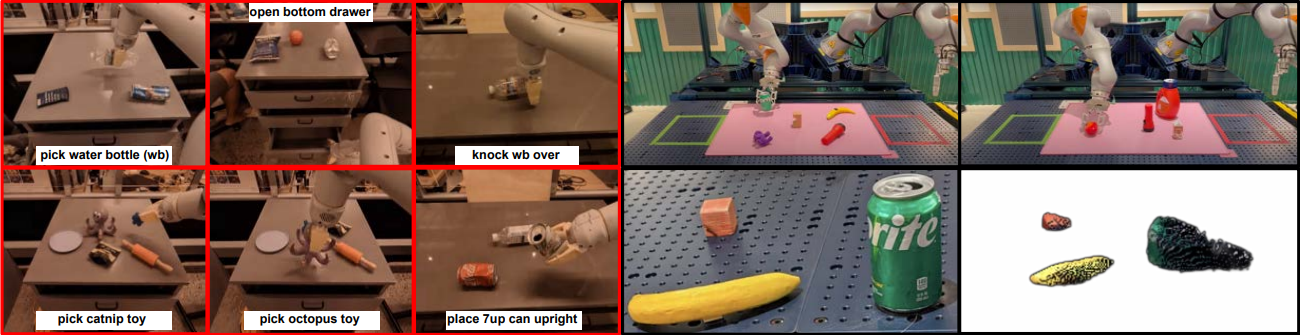 open bottom drawer
pick water bottle (wb)
knock wb over
pick catnip toy
pick octopus toy
place 7up can upright
rite